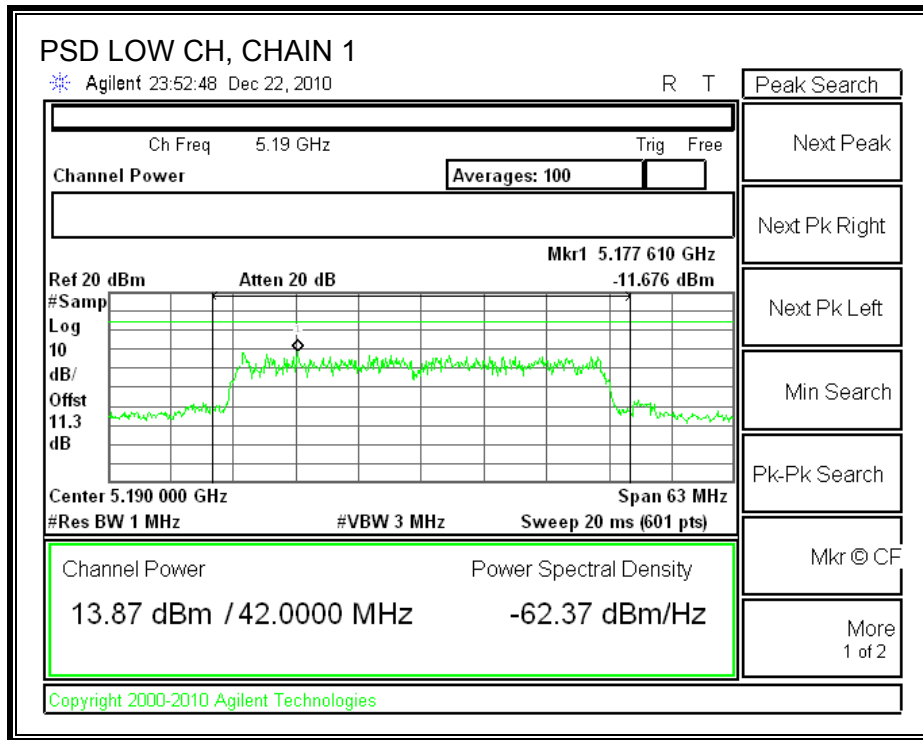 PSD LOW CH, CHAIN 1
Agilent 23:52:48 Dec 22, 2010 R T
Peak Search
Ch Freq 5.19 GHz Trig Free
Channel Power Averages: 100
Mkr1 5.177 610 GHz
Ref 20 dBm Atten 20 dB -11.676 dBm
#Samp
Log
10
dB/
Offst
11.3
dB
1
Center 5.190 000 GHz Span 63 MHz
#Res BW 1 MHz #VBW 3 MHz Sweep 20 ms (601 pts)
Channel Power Power Spectral Density
13.87 dBm / 42.0000 MHz -62.37 dBm/Hz
Copyright 2000-2010 Agilent Technologies
Next Peak
Next Pk Right
Next Pk Left
Min Search
Pk-Pk Search
Mkr © CF
More
1 of 2